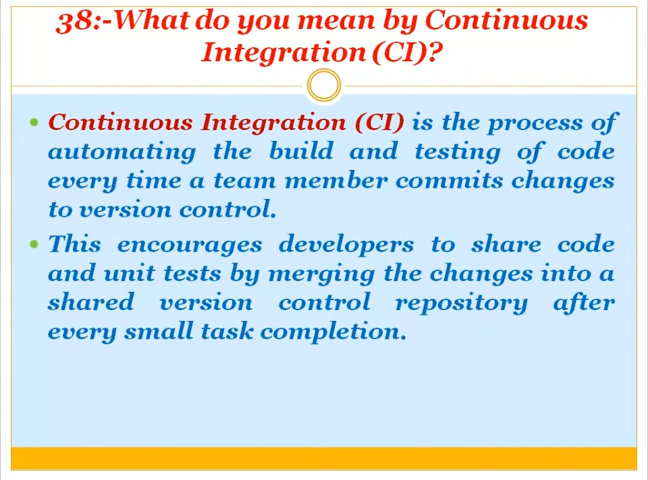 38:-What do you mean by Continuous
Integration (CI)?
• Continuous Integration (CI) is the process of
automating the build and testing of code
every time a team member commits changes
to version control.
• This encourages developers to share code
and unit tests by merging the changes into a
shared version control repository after
every small task completion.